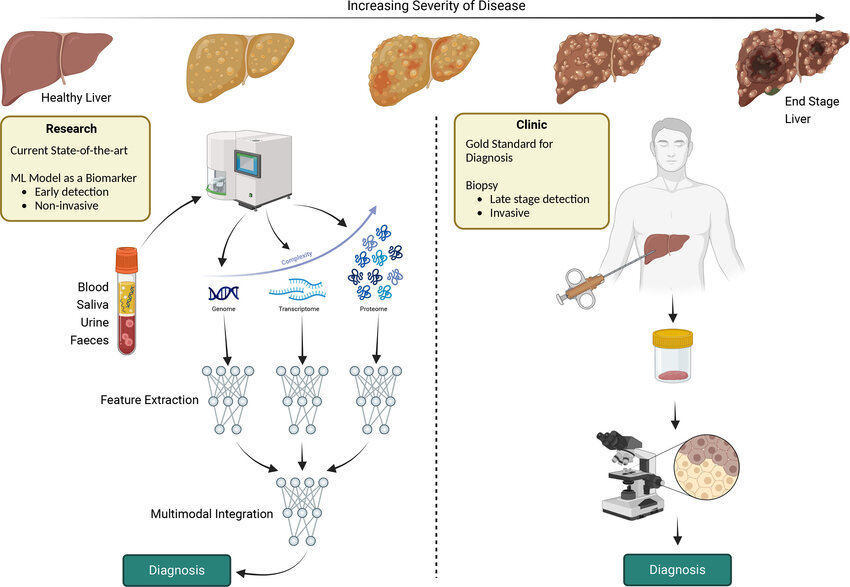 Increasing Severity of Disease
Healthy Liver
End Stage
Liver
Research
Current State-of-the-art
ML Model as a Biomarker
• Early detection
• Non-invasive
Blood
Saliva
Urine
Faeces
Complexity
Genome
Transcriptome
Proteome
Feature Extraction
Multimodal Integration
Diagnosis
Clinic
Gold Standard for
Diagnosis
Biopsy
• Late stage detection
• Invasive
Diagnosis